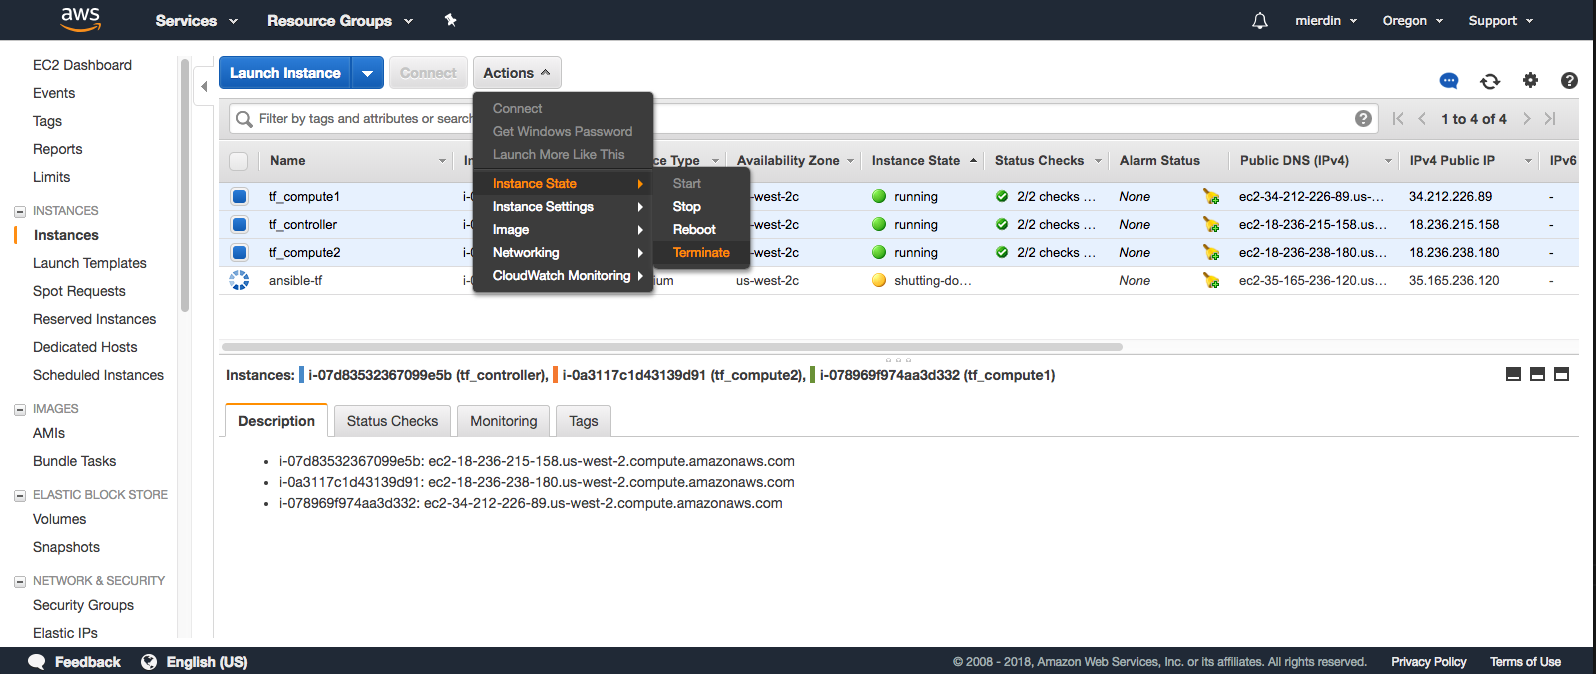 aws Services Resource Groups mierdin Oregon Support
EC2 Dashboard
Events
Tags
Reports
Limits
INSTANCES
Instances
Launch Templates
Spot Requests
Reserved Instances
Dedicated Hosts
Scheduled Instances
IMAGES
AMIs
Bundle Tasks
ELASTIC BLOCK STORE
Volumes
Snapshots
NETWORK & SECURITY
Security Groups
Elastic IPs
Launch Instance Connect Actions
Filter by tags and attributes or search 1 to 4 of 4
Connect
Get Windows Password
Launch More Like This
Instance State
Instance Settings
Image
Networking
CloudWatch Monitoring
Start
Stop
Reboot
Terminate
Name Type Availability Zone Instance State Status Checks Alarm Status Public DNS (IPv4) IPv4 Public IP IPv6
tf_compute1 -west-2c running 2/2 checks ... None ec2-34-212-226-89.us-... 34.212.226.89 -
tf_controller -west-2c running 2/2 checks ... None ec2-18-236-215-158.us... 18.236.215.158 -
tf_compute2 -west-2c running 2/2 checks ... None ec2-18-236-238-180.us... 18.236.238.180 -
ansible-tf us-west-2c shutting-do... None ec2-35-165-236-120.us... 35.165.236.120 -
Instances: i-07d83532367099e5b (tf_controller), i-0a3117c1d43139d91 (tf_compute2), i-078969f974aa3d332 (tf_compute1)
Description Status Checks Monitoring Tags
• i-07d83532367099e5b: ec2-18-236-215-158.us-west-2.compute.amazonaws.com
• i-0a3117c1d43139d91: ec2-18-236-238-180.us-west-2.compute.amazonaws.com
• i-078969f974aa3d332: ec2-34-212-226-89.us-west-2.compute.amazonaws.com
Feedback English (US) © 2008 - 2018, Amazon Web Services, Inc. or its affiliates. All rights reserved. Privacy Policy Terms of Use